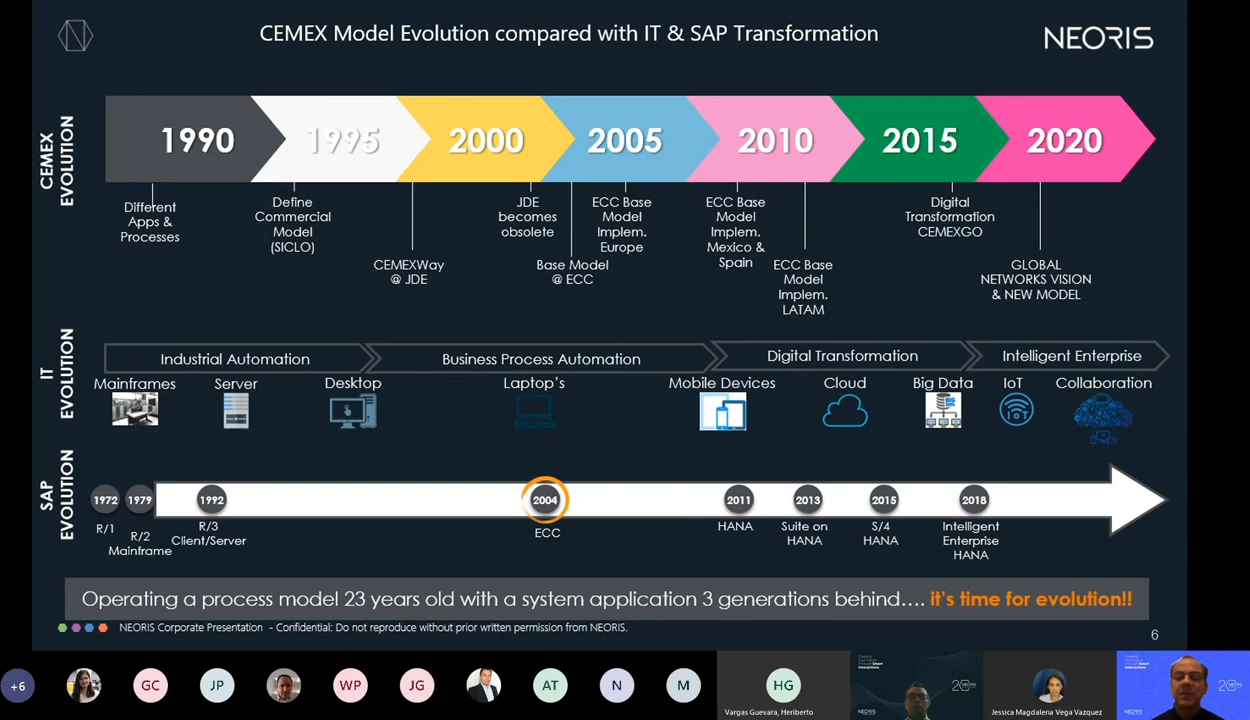 CEMEX Model Evolution compared with IT & SAP Transformation
NEORIS
CEMEX
EVOLUTION
1990
1995
2000
2005
2010
2015
2020
Different
Apps &
Processes
Define
Commercial
Model
(SICLO)
CEMEXWay
@ JDE
JDE
becomes
obsolete
Base Model
@ ECC
ECC Base
Model
Implem.
Europe
ECC Base
Model
Implem.
Mexico &
Spain
ECC Base
Model
Implem.
LATAM
Digital
Transformation
CEMEXGO
GLOBAL
NETWORKS VISION
& NEW MODEL
IT
EVOLUTION
Industrial Automation
Business Process Automation
Digital Transformation
Intelligent Enterprise
Mainframes
Server
Desktop
Laptop's
Mobile Devices
Cloud
Big Data
IoT
Collaboration
IoT
SAP
EVOLUTION
1972
1979
1992
2004
2011
2013
2015
2018
R/1
R/2
Mainframe
R/3
Client/Server
ECC
HANA
Suite on
HANA
S/4
HANA
Intelligent
Enterprise
HANA
Operating a process model 23 years old with a system application 3 generations behind.... it's time for evolution!!
NEORIS Corporate Presentation - Confidential: Do not reproduce without prior written permission from NEORIS.
6
+6
GC
JP
WP
JG
AT
N
M
HG
Vargas Guevara, Heriberto
NEORIS
20
Jessica Magdalena Vega Vazquez
NEORIS
20